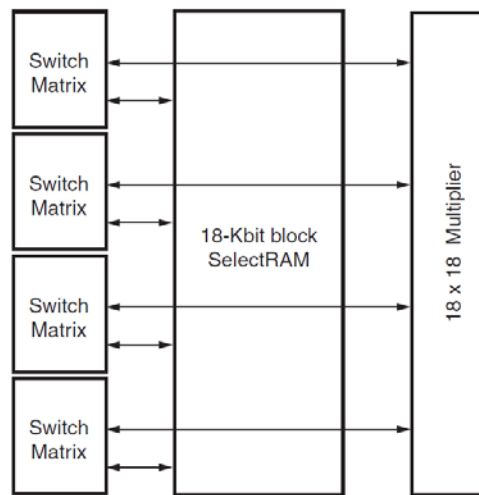 Switch
Matrix
Switch
Matrix
18-Kbit block
SelectRAM
Switch
Matrix
Switch
Matrix
18 x 18 Multiplier